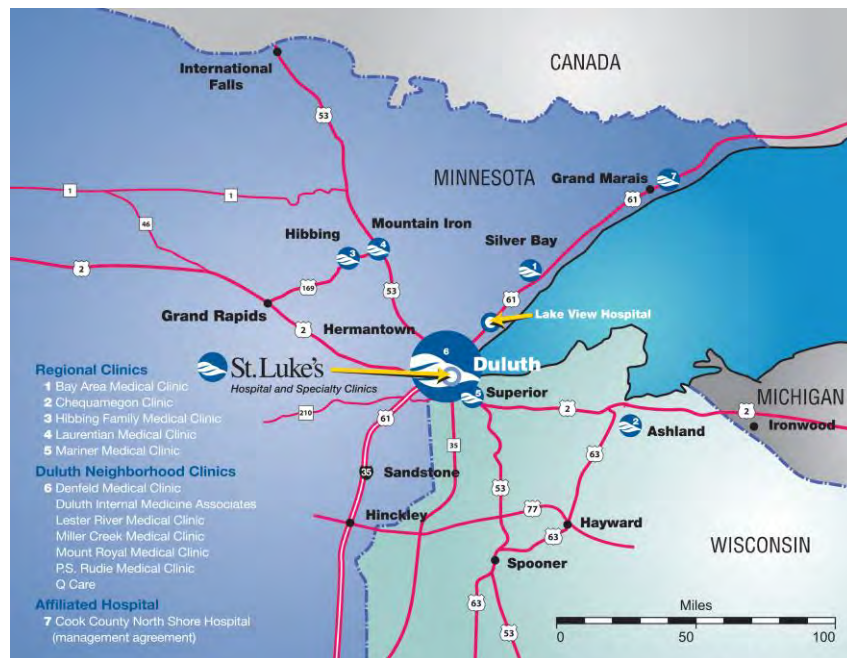 CANADA
International
Falls
53
MINNESOTA
Grand Marais
7
61
1
1
46
Mountain Iron
Hibbing
4
3
Silver Bay
1
2
169
53
61
Grand Rapids
Hermantown
Lake View Hospital
2
6
St. Luke's
Hospital and Specialty Clinics
Duluth
5
Superior
MICHIGAN
2
2
Ironwood
2
Ashland
210
61
35
63
35
Sandstone
53
77
Hinckley
Hayward
63
WISCONSIN
Spooner
63
53
Miles
0
50
100
Regional Clinics
1 Bay Area Medical Clinic
2 Chequamegon Clinic
3 Hibbing Family Medical Clinic
4 Laurentian Medical Clinic
5 Mariner Medical Clinic
Duluth Neighborhood Clinics
6 Denfeld Medical Clinic
Duluth Internal Medicine Associates
Lester River Medical Clinic
Miller Creek Medical Clinic
Mount Royal Medical Clinic
P.S. Rudie Medical Clinic
Q Care
Affiliated Hospital
7 Cook County North Shore Hospital
(management agreement)